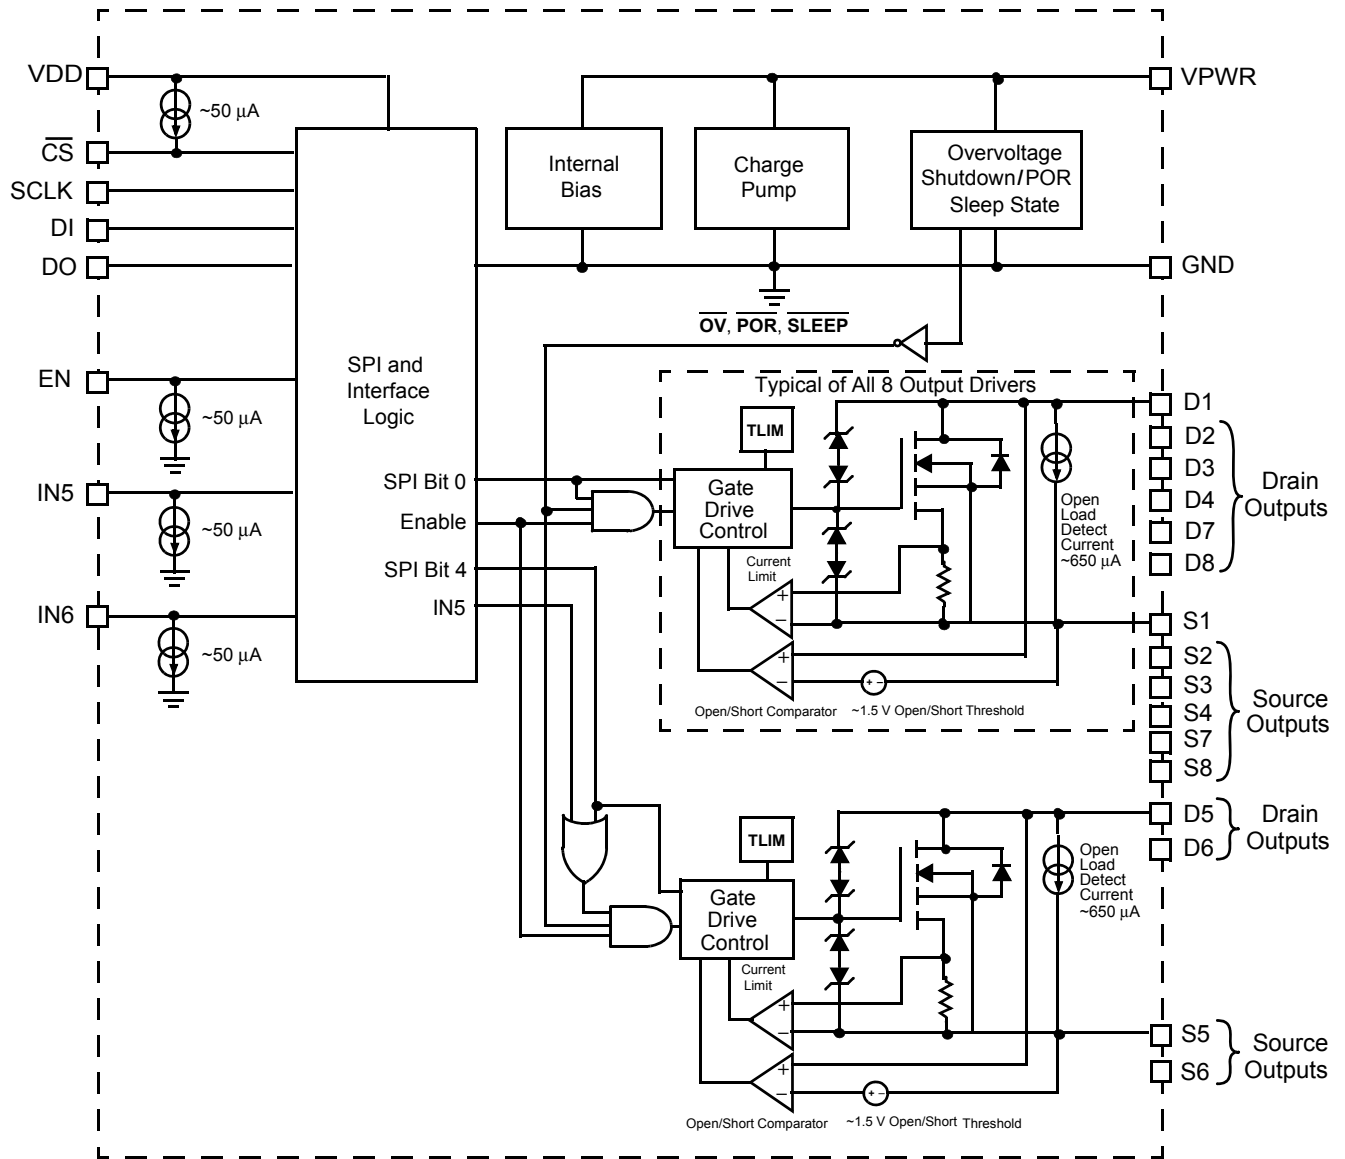 VDD
~50 μA
CS
SCLK
DI
DO
EN
~50 μA
IN5
~50 μA
IN6
~50 μA
SPI and
Interface
Logic
SPI Bit 0
Enable
SPI Bit 4
IN5
Internal
Bias
Charge
Pump
Overvoltage
Shutdown/POR
Sleep State
VPWR
GND
OV, POR, SLEEP
Typical of All 8 Output Drivers
TLIM
Gate
Drive
Control
Current
Limit
+
–
+
–
+ –
Open
Load
Detect
Current
~650 μA
Open/Short Comparator
~1.5 V Open/Short Threshold
D1
D2
D3
D4
D7
D8
Drain
Outputs
S1
S2
S3
S4
S7
S8
Source
Outputs
TLIM
Gate
Drive
Control
Current
Limit
+
–
+
–
+ –
Open
Load
Detect
Current
~650 μA
Open/Short Comparator
~1.5 V Open/Short Threshold
D5
D6
Drain
Outputs
S5
S6
Source
Outputs